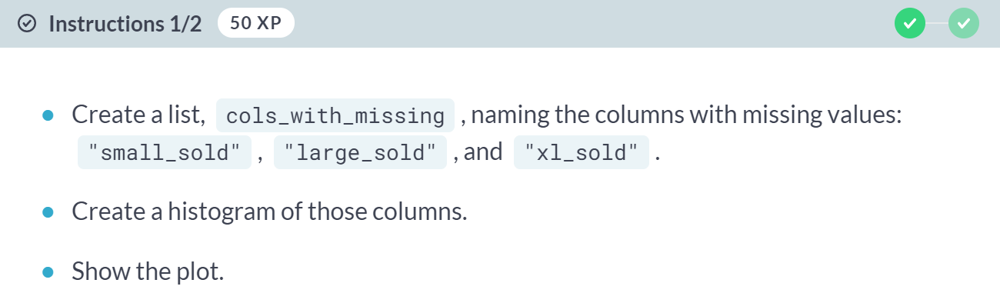 Instructions 1/2 50 XP
Create a list, cols_with_missing , naming the columns with missing values:
"small_sold" , "large_sold" , and "xl_sold" .
Create a histogram of those columns.
Show the plot.